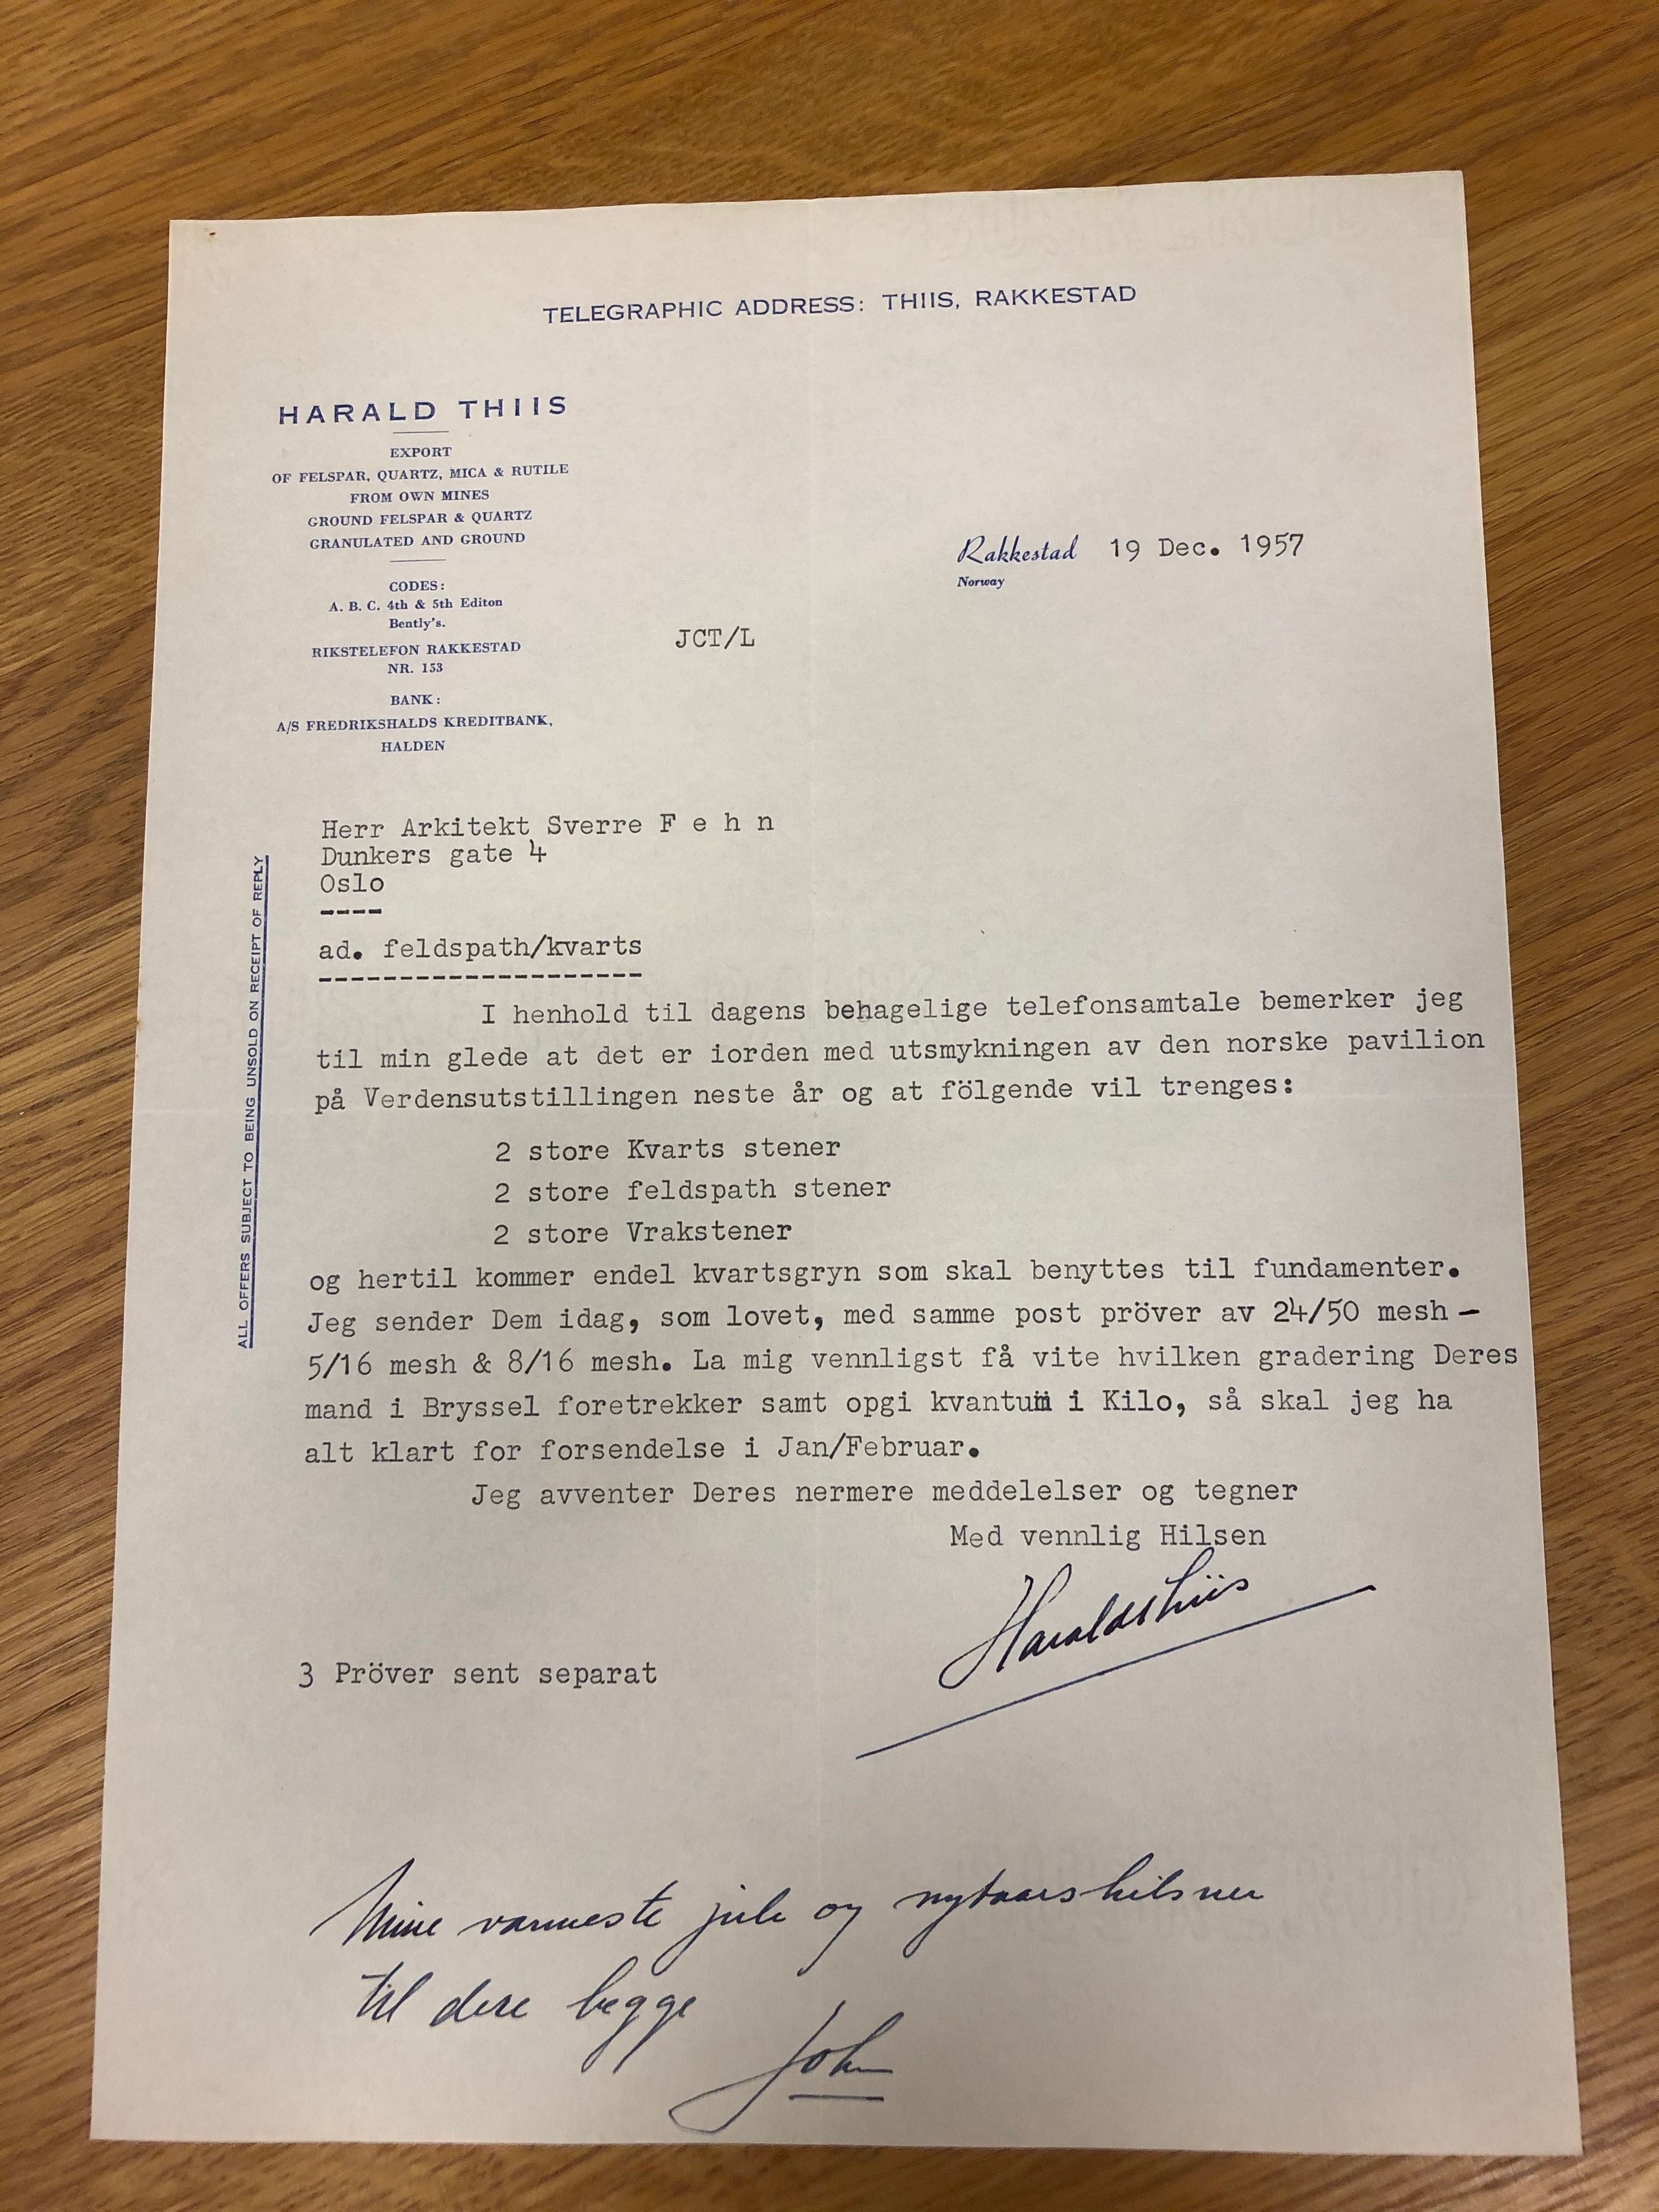 TELEGRAPHIC ADDRESS: THIIS, RAKKESTAD
HARALD THIIS
EXPORT
OF FELSPAR, QUARTZ, MICA & RUTILE
FROM OWN MINES
GROUND FELSPAR & QUARTZ
GRANULATED AND GROUND
CODES:
A. B. C. 4th & 5th Editon
Bently's.
RIKSTELEFON RAKKESTAD
NR. 153
BANK:
A/S FREDRIKSHALDS KREDITBANK,
HALDEN
Rakkestad 19 Dec. 1957
Norway
JCT/L
Herr Arkitekt Sverre F e h n
Dunkers gate 4
Oslo
----
ad. feldspath/kvarts
--------------------
ALL OFFERS SUBJECT TO BEING UNSOLD ON RECEIPT OF REPLY
I henhold til dagens behagelige telefonsamtale bemerker jeg
til min glede at det er iorden med utsmykningen av den norske pavilion
på Verdensutstillingen neste år og at fölgende vil trenges:
2 store Kvarts stener
2 store feldspath stener
2 store Vrakstener
og hertil kommer endel kvartsgryn som skal benyttes til fundamenter.
Jeg sender Dem idag, som lovet, med samme post pröver av 24/50 mesh -
5/16 mesh & 8/16 mesh. La mig vennligst få vite hvilken gradering Deres
mand i Bryssel foretrekker samt opgi kvantum i Kilo, så skal jeg ha
alt klart for forsendelse i Jan/Februar.
Jeg avventer Deres nermere meddelelser og tegner
Med vennlig Hilsen
Harald Thiis
3 Pröver sent separat
Mine varmeste jule og nytaarshilsner
til dere begge
John